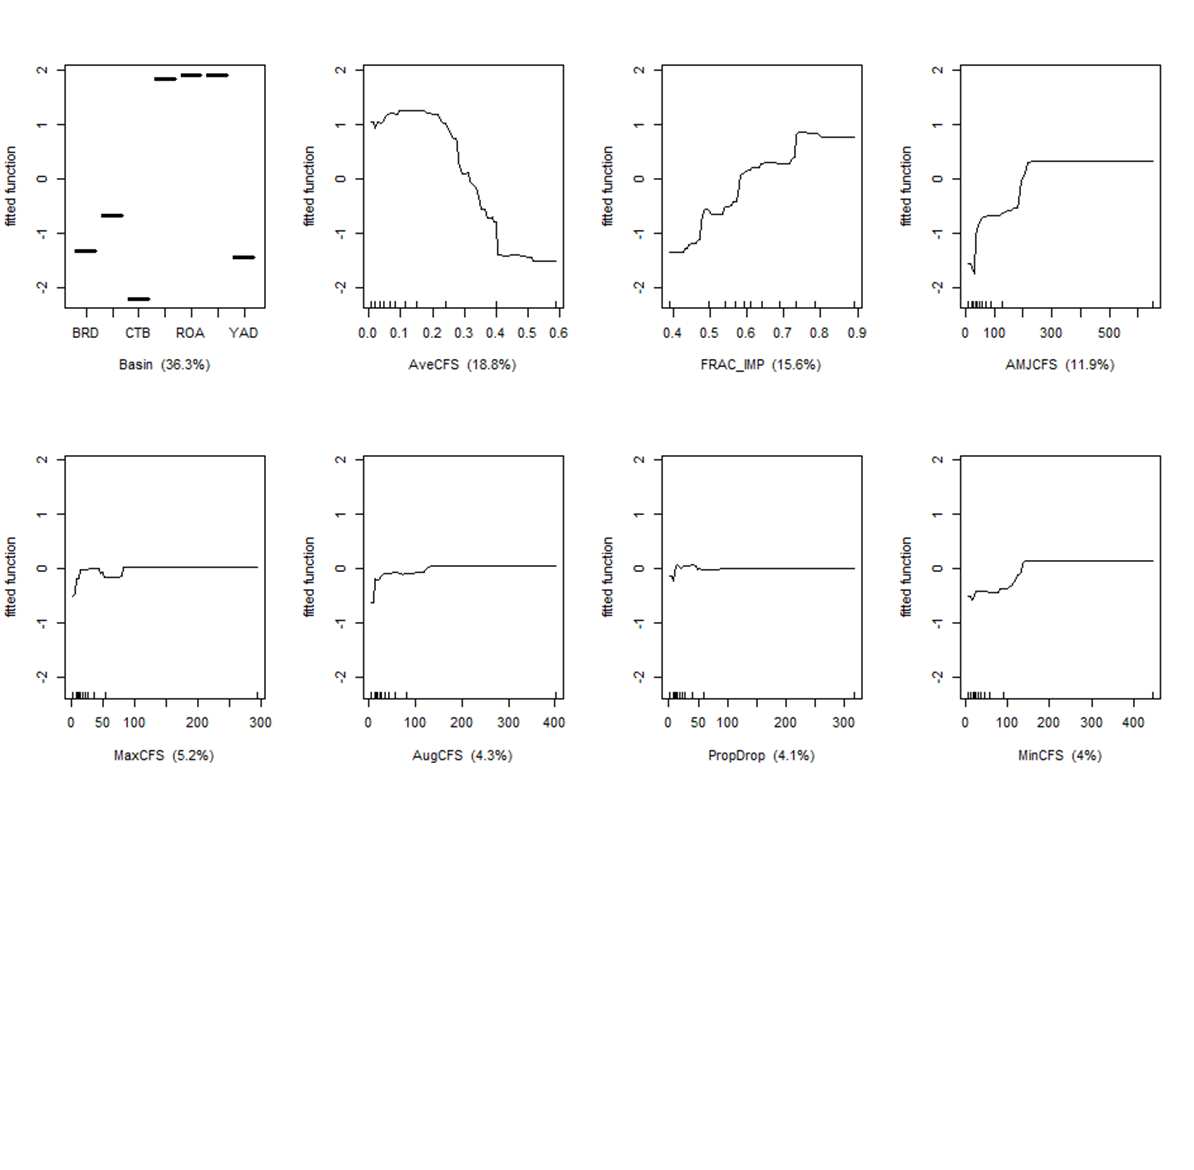 2 1 0 -1 -2
fitted function
BRD CTB ROA YAD
Basin (36.3%)
2 1 0 -1 -2
fitted function
0.0 0.1 0.2 0.3 0.4 0.5 0.6
AveCFS (18.8%)
2 1 0 -1 -2
fitted function
0.4 0.5 0.6 0.7 0.8 0.9
FRAC_IMP (15.6%)
2 1 0 -1 -2
fitted function
0 100 300 500
AMJCFS (11.9%)
2 1 0 -1 -2
fitted function
0 50 100 200 300
MaxCFS (5.2%)
2 1 0 -1 -2
fitted function
0 100 200 300 400
AugCFS (4.3%)
2 1 0 -1 -2
fitted function
0 50 100 200 300
PropDrop (4.1%)
2 1 0 -1 -2
fitted function
0 100 200 300 400
MinCFS (4%)